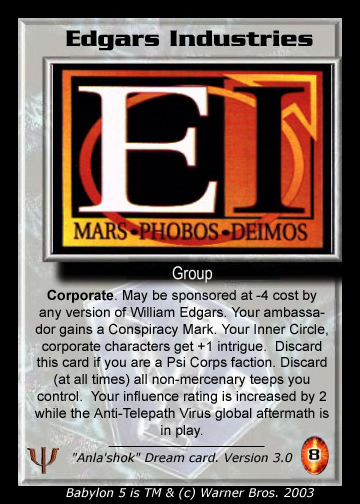 Edgars Industries
EI
MARS•PHOBOS•DEIMOS
Group
Corporate. May be sponsored at -4 cost by
any version of William Edgars. Your ambassa-
dor gains a Conspiracy Mark. Your Inner Circle,
corporate characters get +1 intrigue.  Discard
this card if you are a Psi Corps faction. Discard
(at all times) all non-mercenary teeps you
control.  Your influence rating is increased by 2
while the Anti-Telepath Virus global aftermath is
in play.
Ψ "Anla'shok" Dream card. Version 3.0 8
Babylon 5 is TM & (c) Warner Bros. 2003